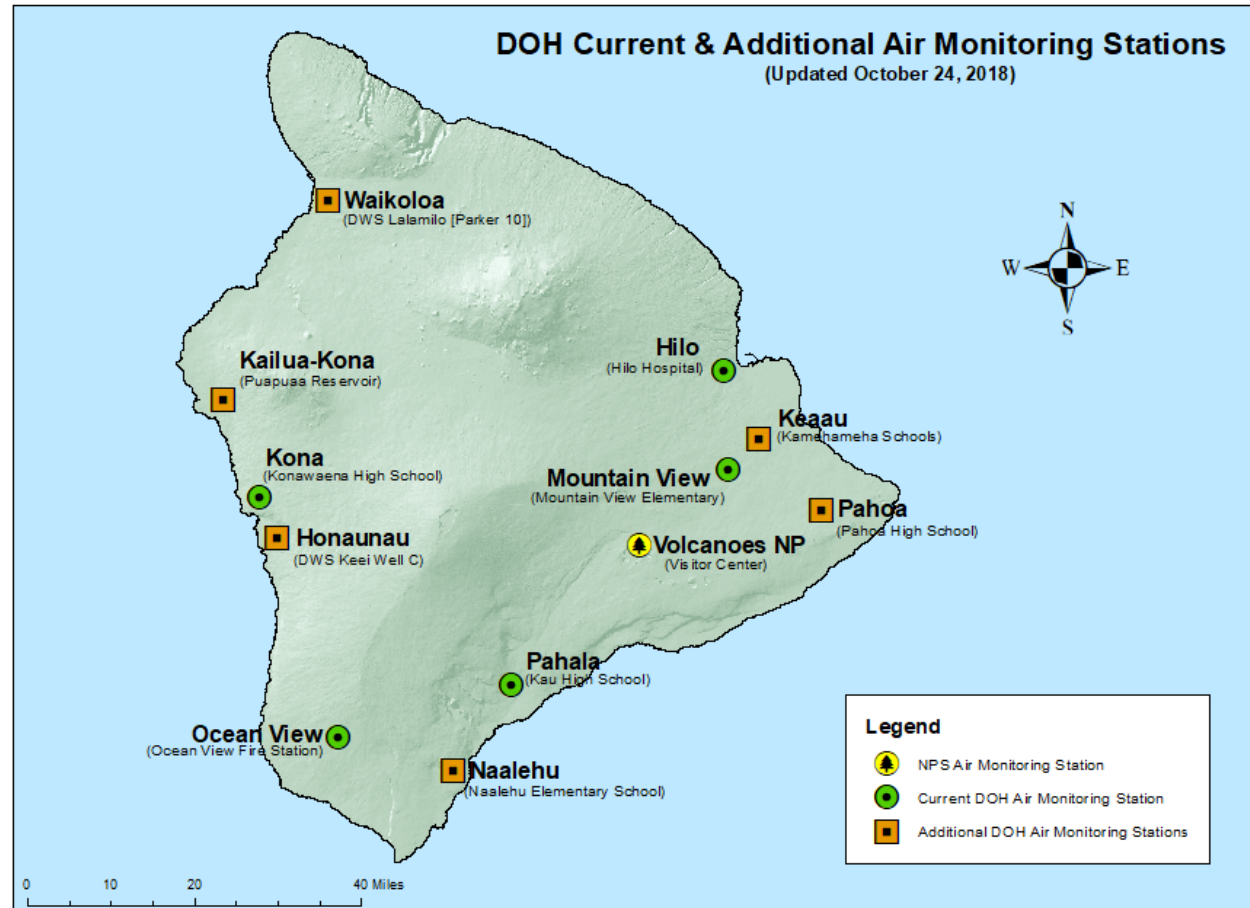 DOH Current & Additional Air Monitoring Stations
(Updated October 24, 2018)
Waikoloa
(DWS Lalamilo [Parker 10])
N
W
E
S
Hilo
(Hilo Hospital)
Kailua-Kona
(Puapuaa Reservoir)
Keaau
(Kamehameha Schools)
Kona
(Konawaena High School)
Mountain View
(Mountain View Elementary)
Pahoa
(Pahoa High School)
Honaunau
(DWS Keei Well C)
Volcanoes NP
(Visitor Center)
Pahala
(Kau High School)
Ocean View
(Ocean View Fire Station)
Naalehu
(Naalehu Elementary School)
Legend
NPS Air Monitoring Station
Current DOH Air Monitoring Station
Additional DOH Air Monitoring Stations
0 10 20 40 Miles